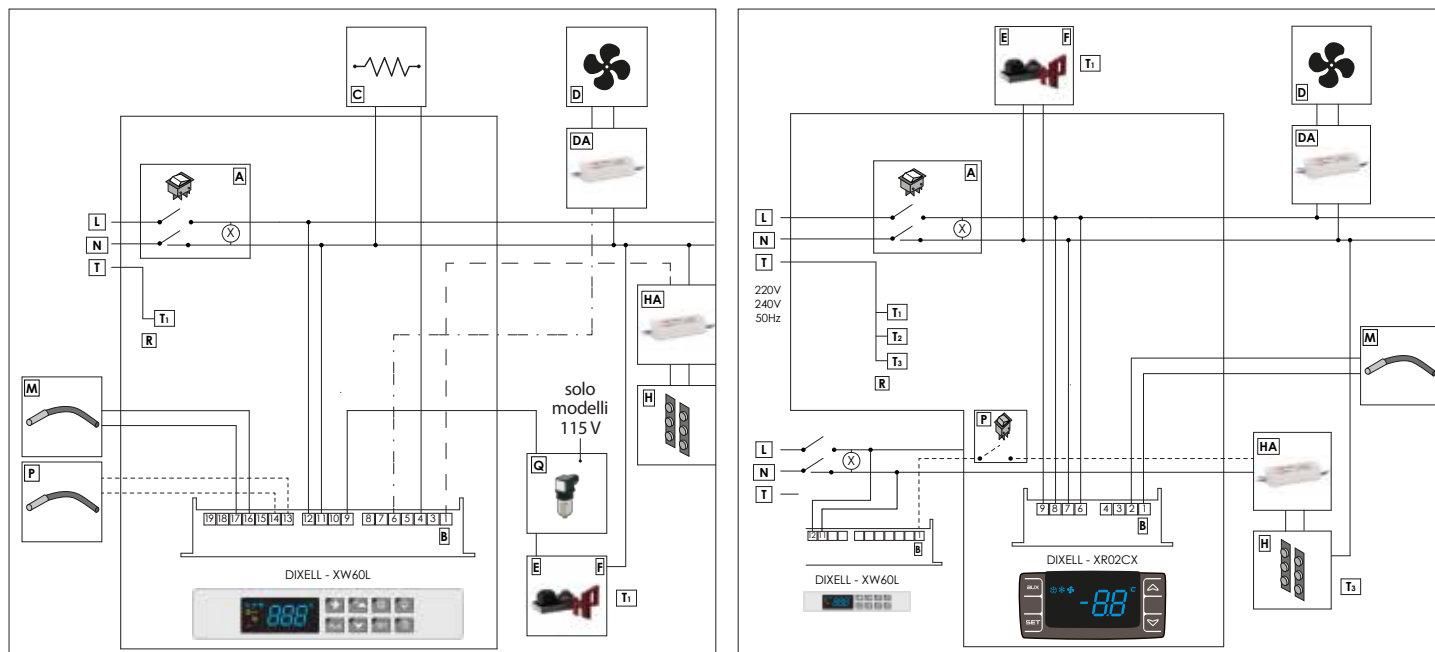 C
D
DA
A
L
N
T
X
T1
R
HA
M
H
solo
modelli
115 V
P
Q
19 18 17 16 15 14 13 12 11 10 9 8 7 6 5 4 3 1
B
DIXELL - XW60L
E F
T1
E F
T1
D
DA
A
L
N
T
X
220V
240V
50Hz
T1
T2
T3
R
M
P
L
N
T
X
HA
9 8 7 6 4 3 2 1
B
12 11 1
B
H
DIXELL - XR02CX
DIXELL - XW60L
T3
AUX
SET
-88 °C